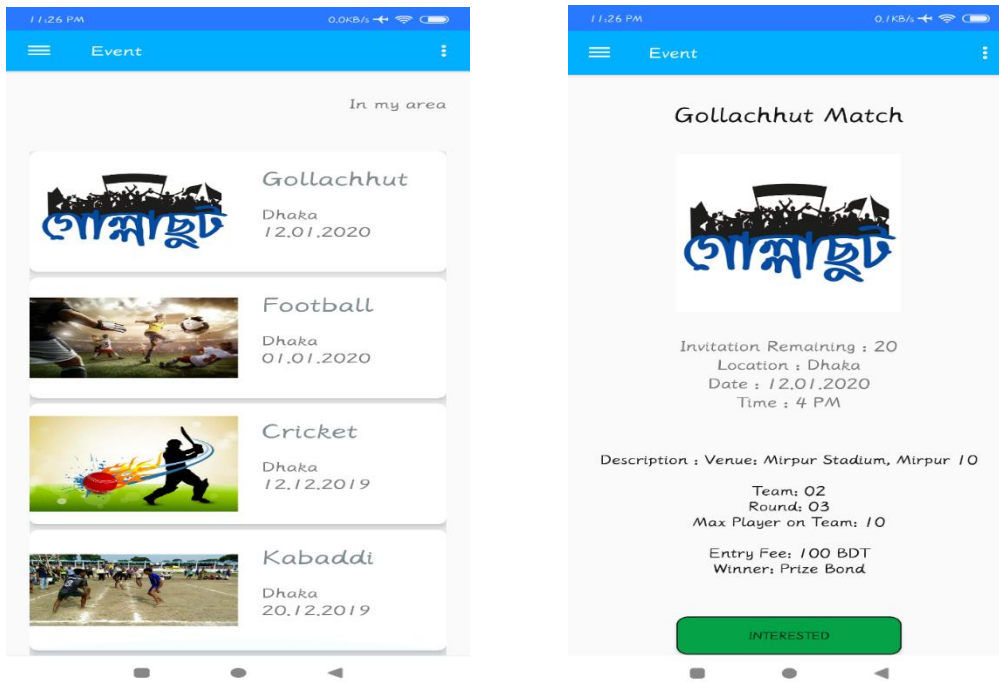 11:26 PM
0.0KB/s
Event
In my area
গোল্লাছুট
Gollachhut
Dhaka
12.01.2020
Football
Dhaka
01.01.2020
Cricket
Dhaka
12.12.2019
Kabaddi
Dhaka
20.12.2019
11:26 PM
0.1KB/s
Event
Gollachhut Match
গোল্লাছুট
Invitation Remaining : 20
Location : Dhaka
Date : 12.01.2020
Time : 4 PM
Description : Venue: Mirpur Stadium, Mirpur 10
Team: 02
Round: 03
Max Player on Team: 10
Entry Fee: 100 BDT
Winner: Prize Bond
INTERESTED